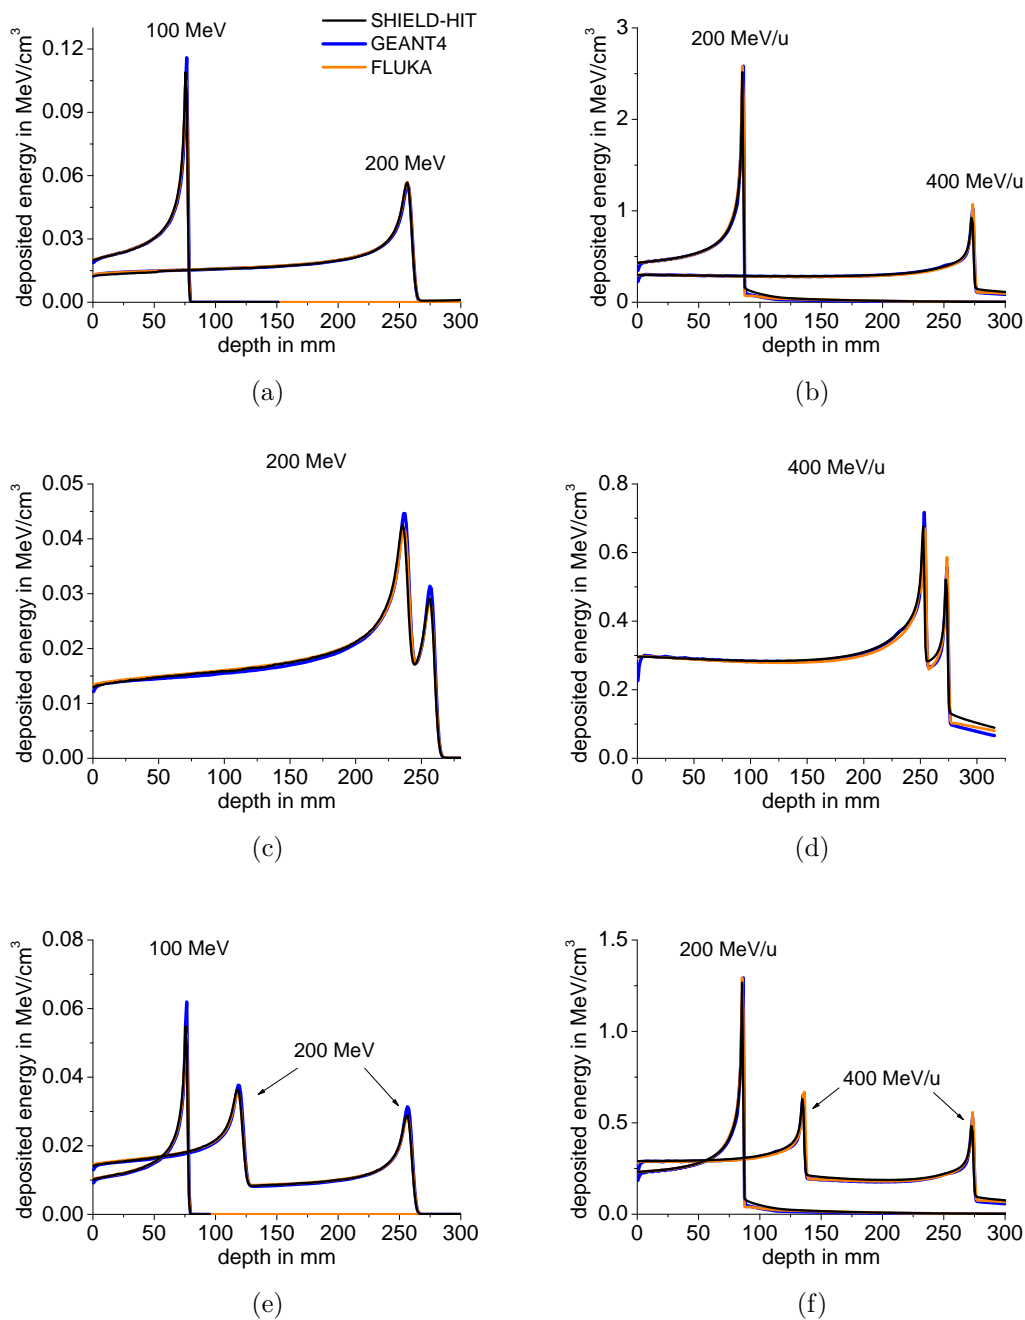 100 MeV
SHIELD-HIT
GEANT4
FLUKA
200 MeV
deposited energy in MeV/cm³
0.12
0.09
0.06
0.03
0.00
0 50 100 150 200 250 300
depth in mm
(a)
200 MeV/u
400 MeV/u
deposited energy in MeV/cm³
3
2
1
0
0 50 100 150 200 250 300
depth in mm
(b)
200 MeV
deposited energy in MeV/cm³
0.05
0.04
0.03
0.02
0.01
0.00
0 50 100 150 200 250
depth in mm
(c)
400 MeV/u
deposited energy in MeV/cm³
0.8
0.6
0.4
0.2
0.0
0 50 100 150 200 250 300
depth in mm
(d)
100 MeV
200 MeV
deposited energy in MeV/cm³
0.08
0.06
0.04
0.02
0.00
0 50 100 150 200 250 300
depth in mm
(e)
200 MeV/u
400 MeV/u
deposited energy in MeV/cm³
1.5
1.0
0.5
0.0
0 50 100 150 200 250 300
depth in mm
(f)